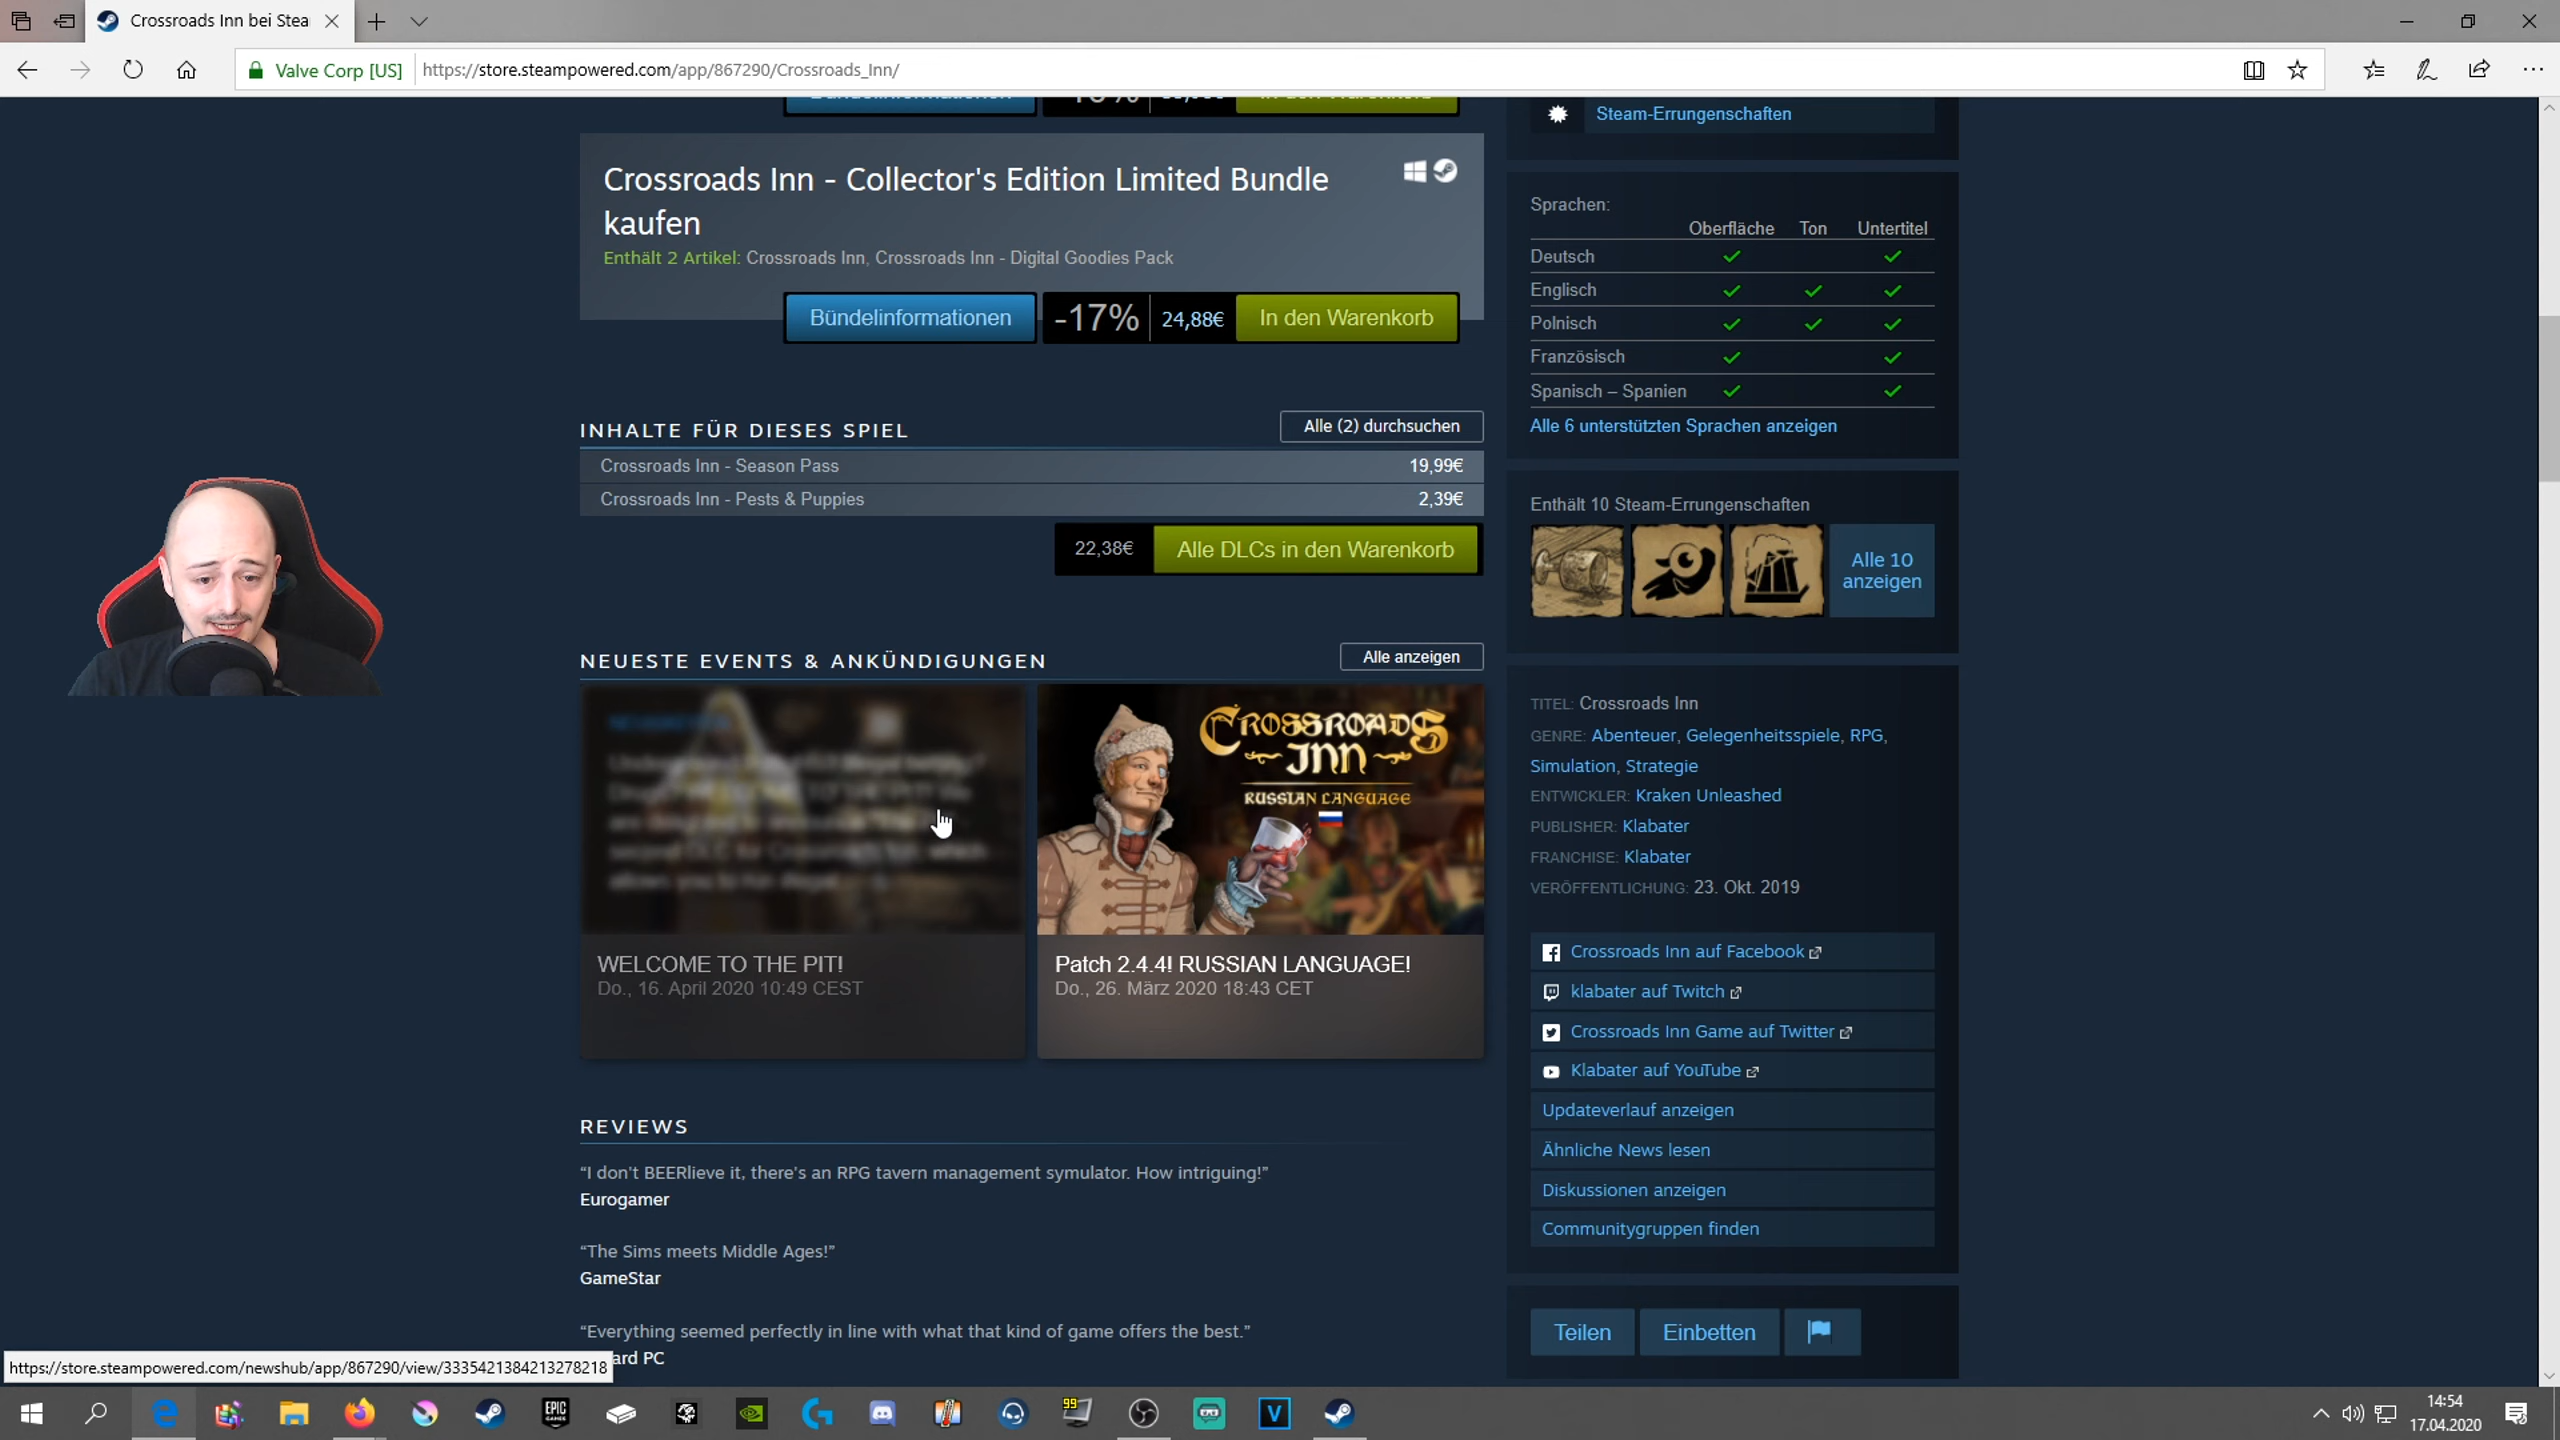 Crossroads Inn bei Stea
Valve Corp [US]
https://store.steampowered.com/app/867290/Crossroads_Inn/
Steam-Errungenschaften
Crossroads Inn - Collector's Edition Limited Bundle
kaufen
Enthält 2 Artikel: Crossroads Inn, Crossroads Inn - Digital Goodies Pack
Bündelinformationen
-17%
24,88€
In den Warenkorb
INHALTE FÜR DIESES SPIEL
Alle (2) durchsuchen
Crossroads Inn - Season Pass
19,99€
Crossroads Inn - Pests & Puppies
2,39€
22,38€
Alle DLCs in den Warenkorb
NEUESTE EVENTS & ANKÜNDIGUNGEN
Alle anzeigen
CROSSROADS
INN
RUSSIAN LANGUAGE
WELCOME TO THE PIT!
Do., 16. April 2020 10:49 CEST
Patch 2.4.4! RUSSIAN LANGUAGE!
Do., 26. März 2020 18:43 CET
REVIEWS
“I don't BEERlieve it, there's an RPG tavern management symulator. How intriguing!”
Eurogamer
“The Sims meets Middle Ages!”
GameStar
“Everything seemed perfectly in line with what that kind of game offers the best.”
ard PC
Sprachen:
Oberfläche Ton Untertitel
Deutsch
Englisch
Polnisch
Französisch
Spanisch – Spanien
Alle 6 unterstützten Sprachen anzeigen
Enthält 10 Steam-Errungenschaften
Alle 10
anzeigen
TITEL: Crossroads Inn
GENRE: Abenteuer, Gelegenheitsspiele, RPG,
Simulation, Strategie
ENTWICKLER: Kraken Unleashed
PUBLISHER: Klabater
FRANCHISE: Klabater
VERÖFFENTLICHUNG: 23. Okt. 2019
Crossroads Inn auf Facebook
klabater auf Twitch
Crossroads Inn Game auf Twitter
Klabater auf YouTube
Updateverlauf anzeigen
Ähnliche News lesen
Diskussionen anzeigen
Communitygruppen finden
Teilen
Einbetten
https://store.steampowered.com/newshub/app/867290/view/3335421384213278218
EPIC
GAMES
99
V
14:54
17.04.2020